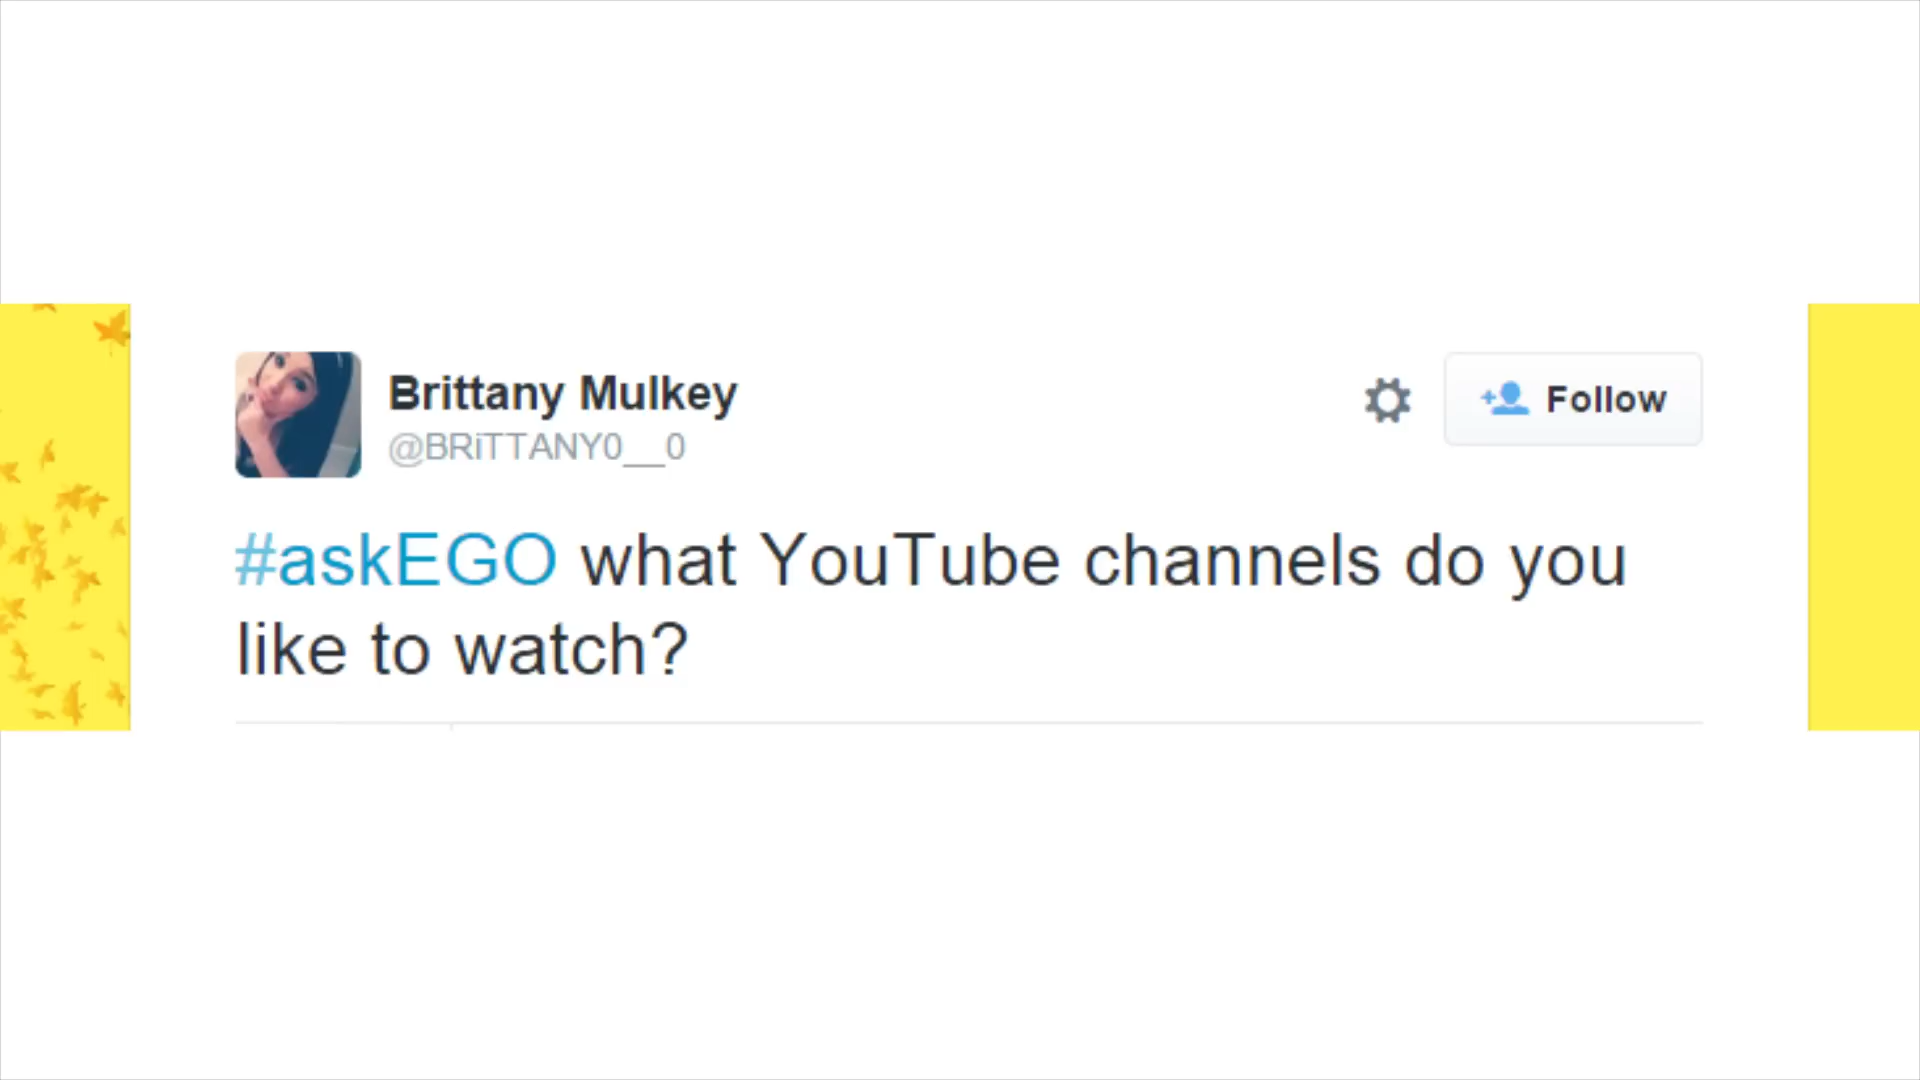 Brittany Mulkey
@BRiTTANY0__0
Follow
#askEGO what YouTube channels do you
like to watch?